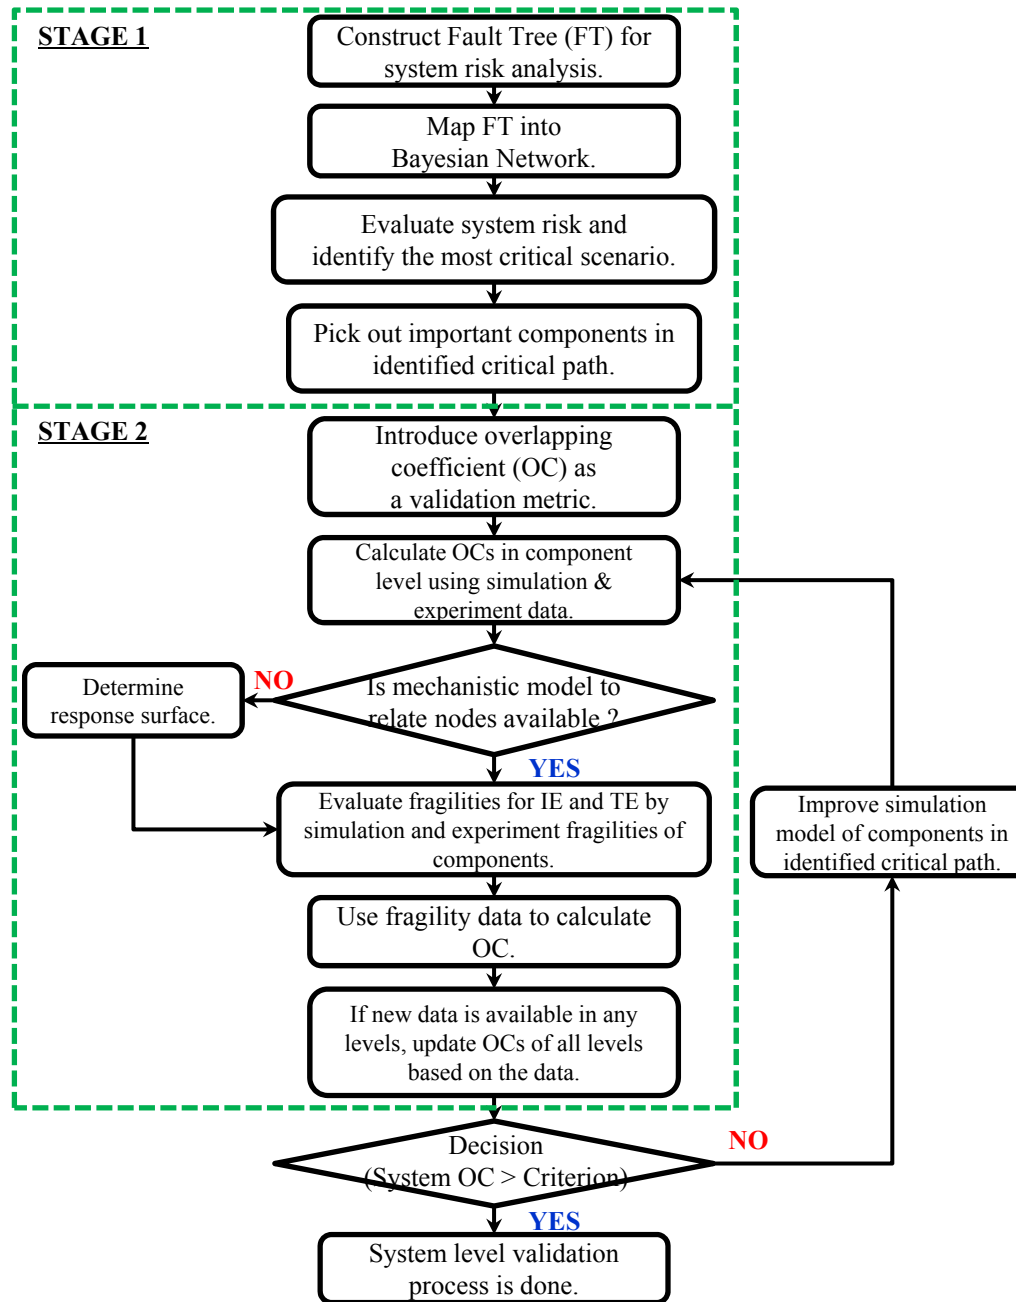 STAGE 1
Construct Fault Tree (FT) for
system risk analysis.
Map FT into
Bayesian Network.
Evaluate system risk and
identify the most critical scenario.
Pick out important components in
identified critical path.
STAGE 2
Introduce overlapping
coefficient (OC) as
a validation metric.
Calculate OCs in component
level using simulation &
experiment data.
Is mechanistic model to
relate nodes available ?
NO
Determine
response surface.
YES
Evaluate fragilities for IE and TE by
simulation and experiment fragilities of
components.
Improve simulation
model of components in
identified critical path.
Use fragility data to calculate
OC.
If new data is available in any
levels, update OCs of all levels
based on the data.
Decision
(System OC > Criterion)
NO
YES
System level validation
process is done.